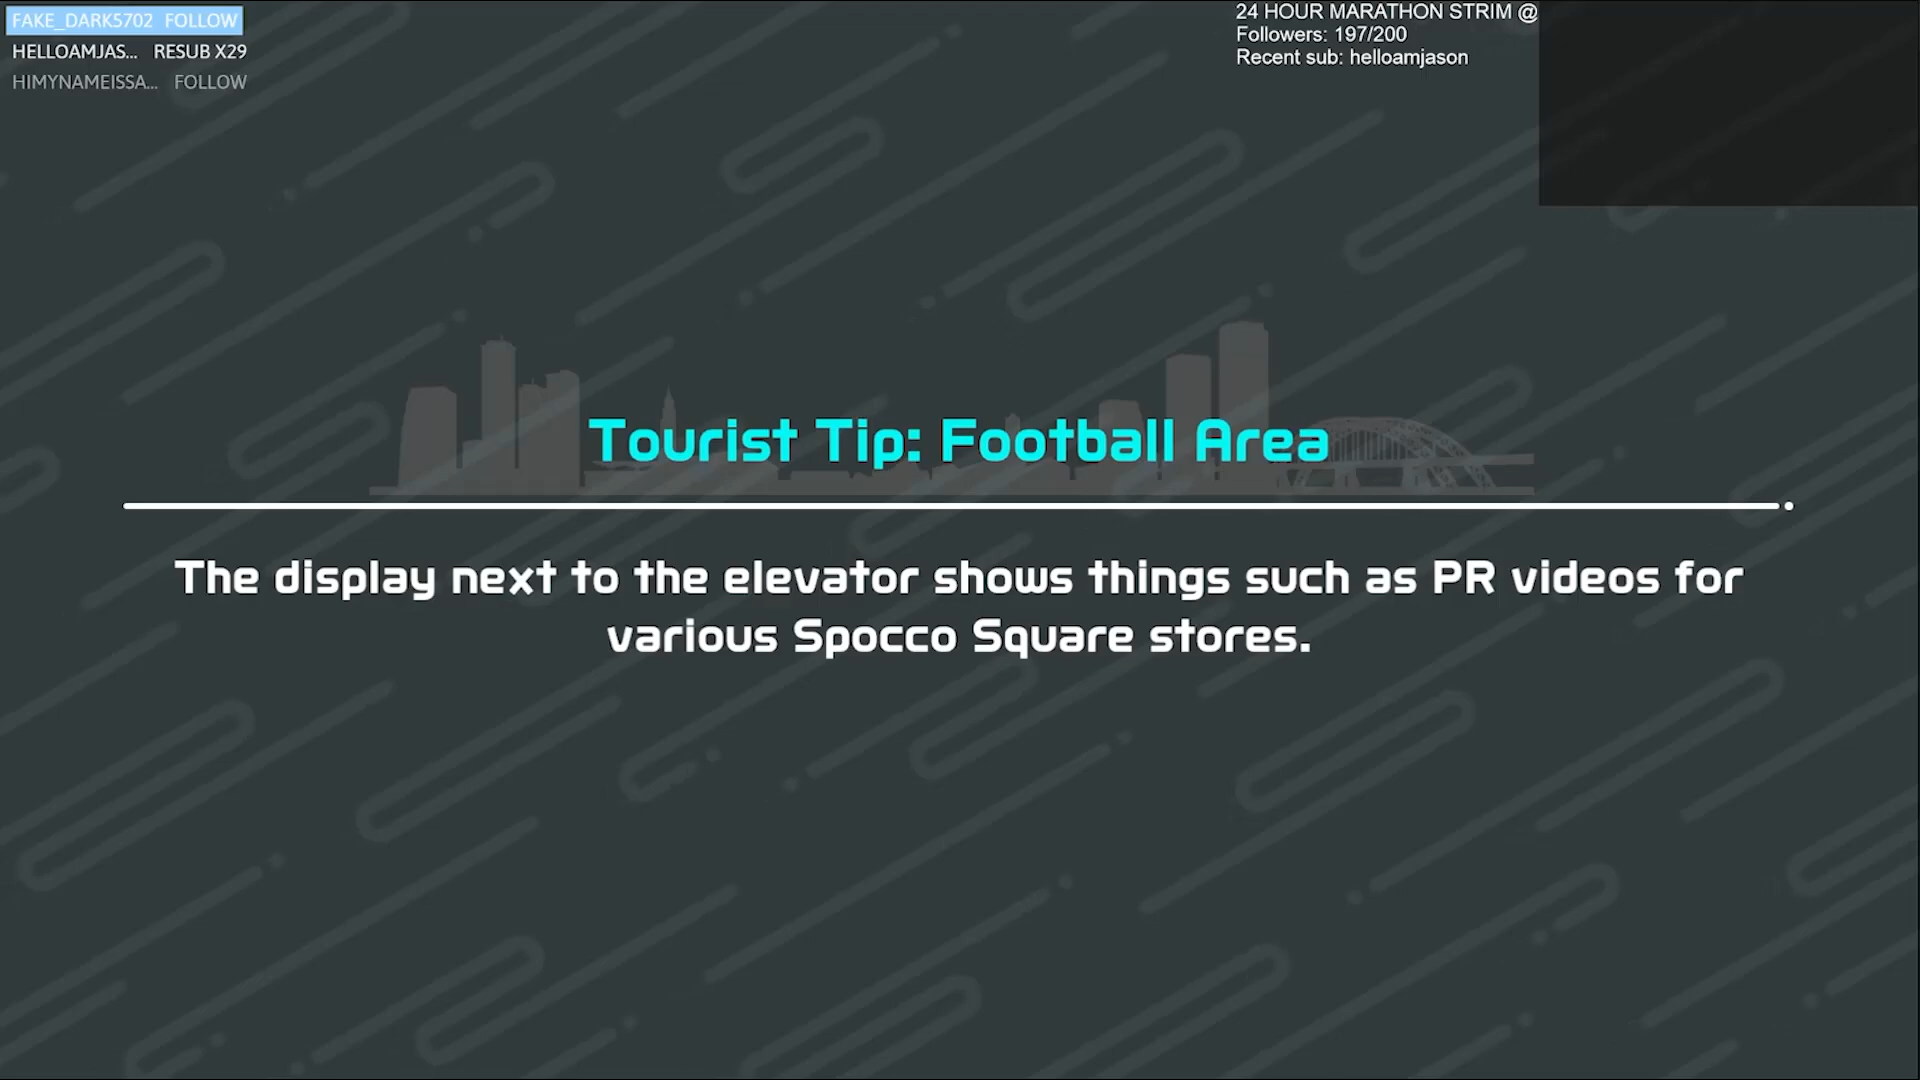 FAKE_DARK5702 FOLLOW
HELLOAMJAS... RESUB X29
HIMYNAMEISSA... FOLLOW
24 HOUR MARATHON STRIM @
Followers: 197/200
Recent sub: helloamjason
Tourist Tip: Football Area
The display next to the elevator shows things such as PR videos for
various Spocco Square stores.